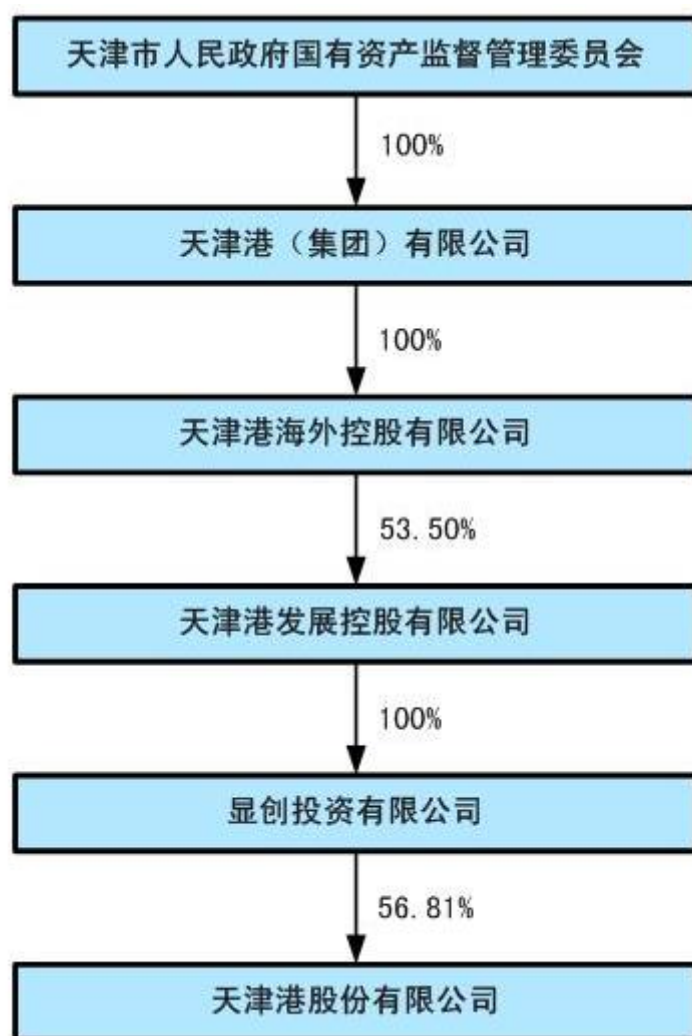 天津市人民政府国有资产监督管理委员会
100%
天津港（集团）有限公司
100%
天津港海外控股有限公司
53.50%
天津港发展控股有限公司
100%
显创投资有限公司
56.81%
天津港股份有限公司